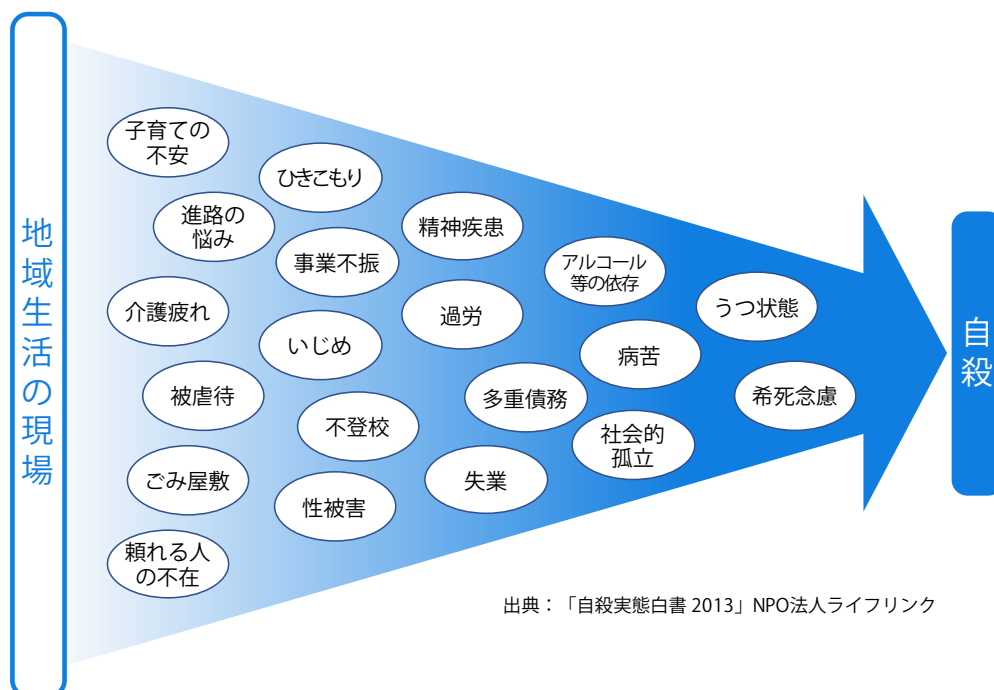 地域生活の現場
子育ての
不安
ひきこもり
進路の
悩み
精神疾患
事業不振
アルコール
等の依存
介護疲れ
過労
うつ状態
いじめ
病苦
被虐待
多重債務
希死念慮
不登校
社会的
孤立
ごみ屋敷
失業
性被害
頼れる人
の不在
自殺
出典：「自殺実態白書 2013」NPO法人ライフリンク